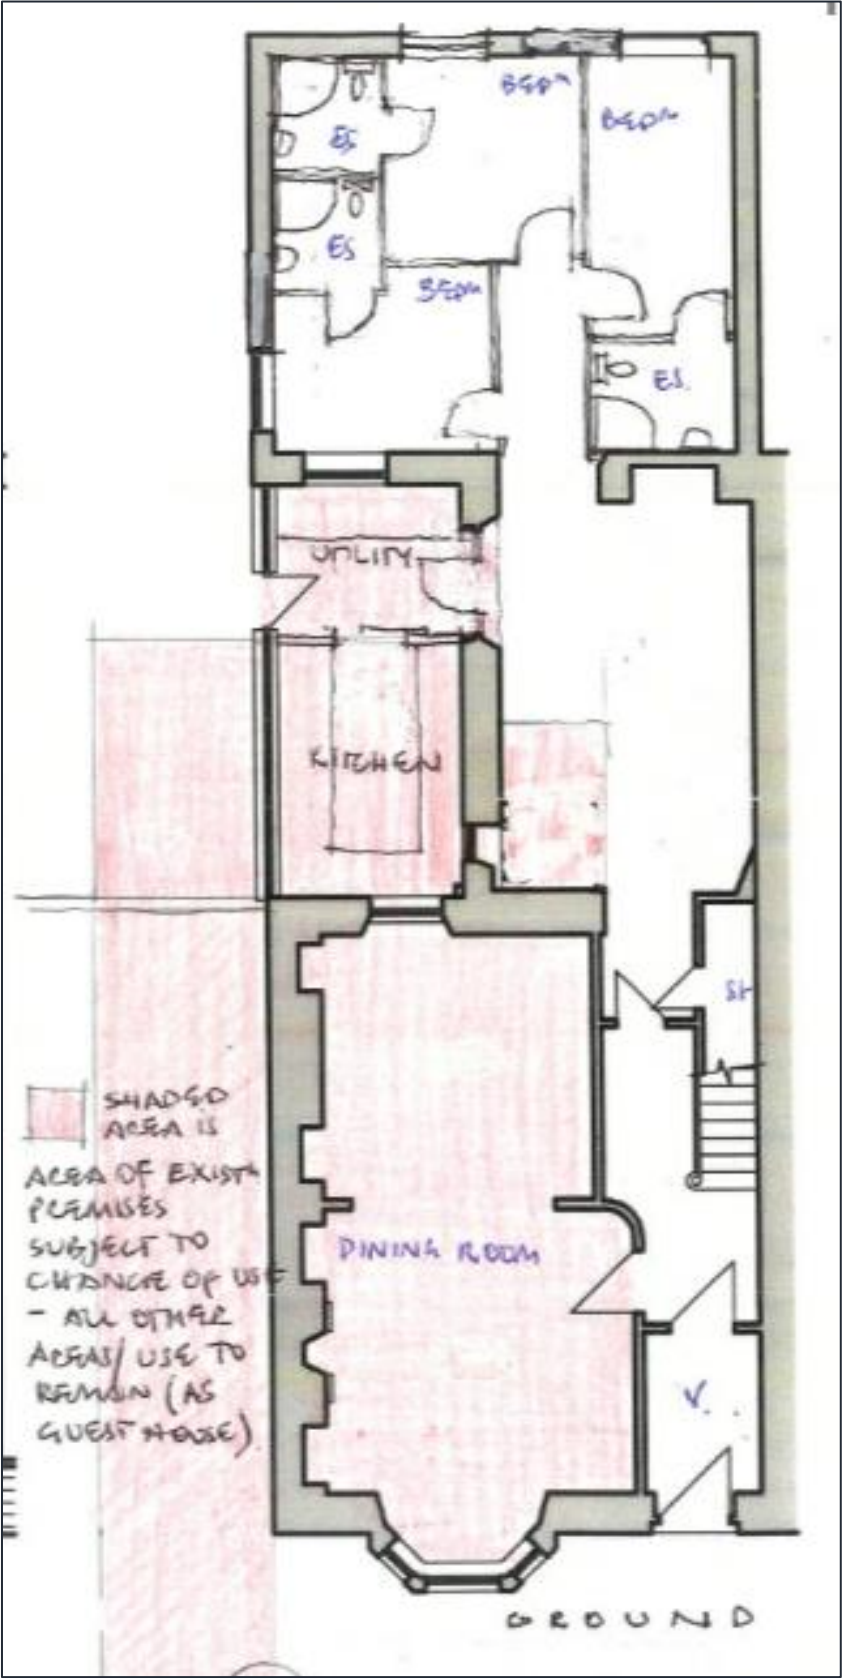 BEDM
BEDM
ES
ES
BEDM
ES.
UTILITY
KITCHEN
ST
SHADED
AREA IS
AREA OF EXISTG
PREMISES
SUBJECT TO
CHANGE OF USE
- ALL OTHER
AREAS/USE TO
REMAIN (AS
GUEST HOUSE)
DINING ROOM
V.
GROUND